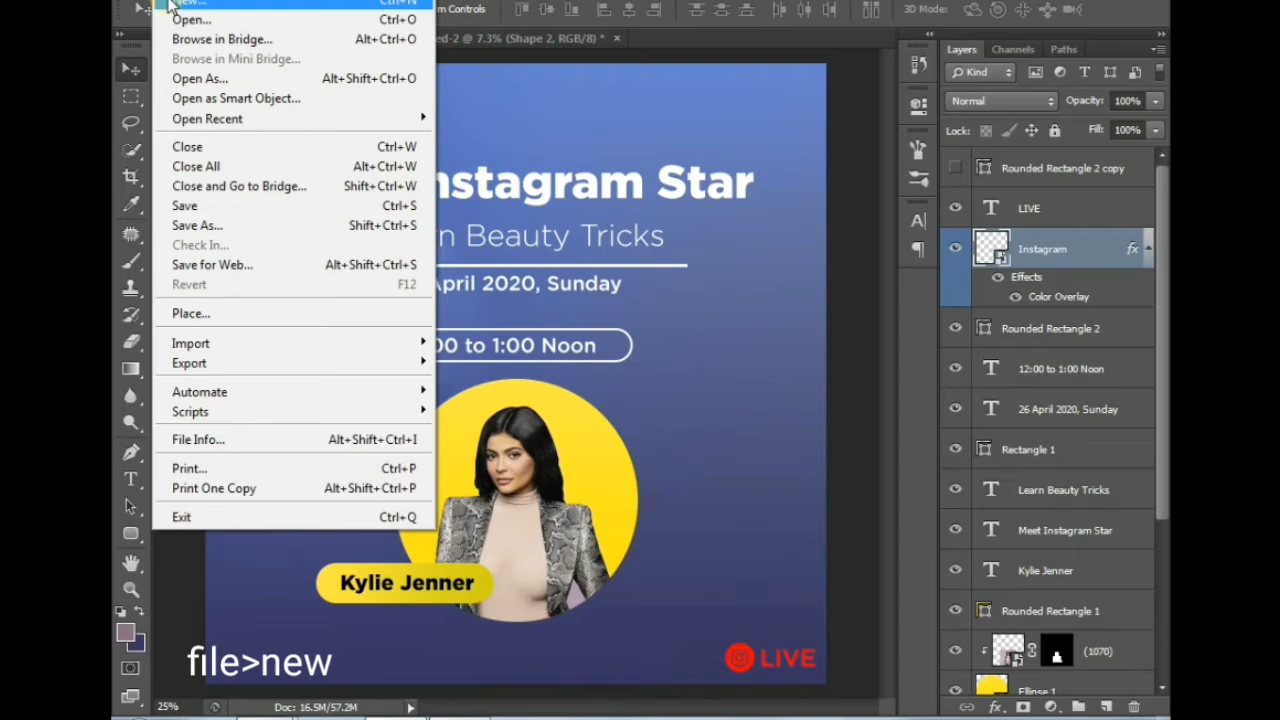 New... Ctrl+N
m Controls
3D Mode:
Open... Ctrl+O
Browse in Bridge... Alt+Ctrl+O
Browse in Mini Bridge...
Open As... Alt+Shift+Ctrl+O
Open as Smart Object...
Open Recent
Close Ctrl+W
Close All Alt+Ctrl+W
Close and Go to Bridge... Shift+Ctrl+W
Save Ctrl+S
Save As... Shift+Ctrl+S
Check In...
Save for Web... Alt+Shift+Ctrl+S
Revert F12
Place...
Import
Export
Automate
Scripts
File Info... Alt+Shift+Ctrl+I
Print... Ctrl+P
Print One Copy Alt+Shift+Ctrl+P
Exit Ctrl+Q
ed-2 @ 7.3% (Shape 2, RGB/8) * ×
nstagram Star
n Beauty Tricks
April 2020, Sunday
00 to 1:00 Noon
Kylie Jenner
LIVE
file>new
25% Doc: 16.5M/57.2M
Layers Channels Paths
Kind
Normal Opacity: 100%
Lock: Fill: 100%
Rounded Rectangle 2 copy
LIVE
Instagram fx
Effects
Color Overlay
Rounded Rectangle 2
12:00 to 1:00 Noon
26 April 2020, Sunday
Rectangle 1
Learn Beauty Tricks
Meet Instagram Star
Kylie Jenner
Rounded Rectangle 1
(1070)
Ellipse 1